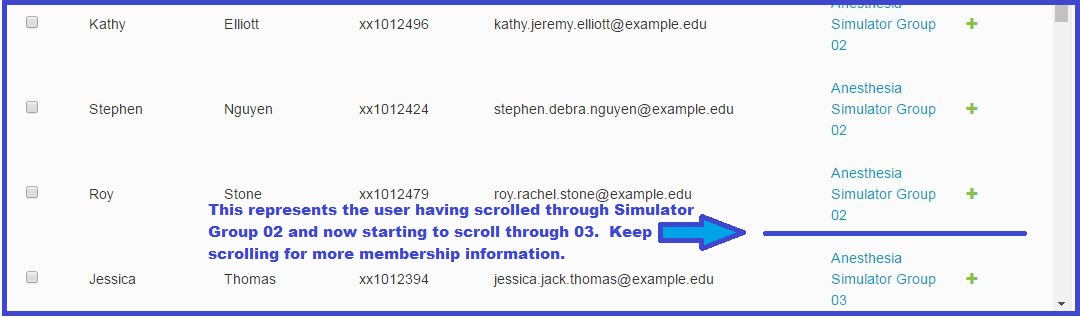 Anesthesia
Kathy Elliott xx1012496 kathy.jeremy.elliott@example.edu Simulator Group
02
Anesthesia
Stephen Nguyen xx1012424 stephen.debra.nguyen@example.edu Simulator Group
02
Anesthesia
Roy Stone xx1012479 roy.rachel.stone@example.edu Simulator Group
02
This represents the user having scrolled through Simulator
Group 02 and now starting to scroll through 03. Keep
scrolling for more membership information.
Anesthesia
Jessica Thomas xx1012394 jessica.jack.thomas@example.edu Simulator Group
03